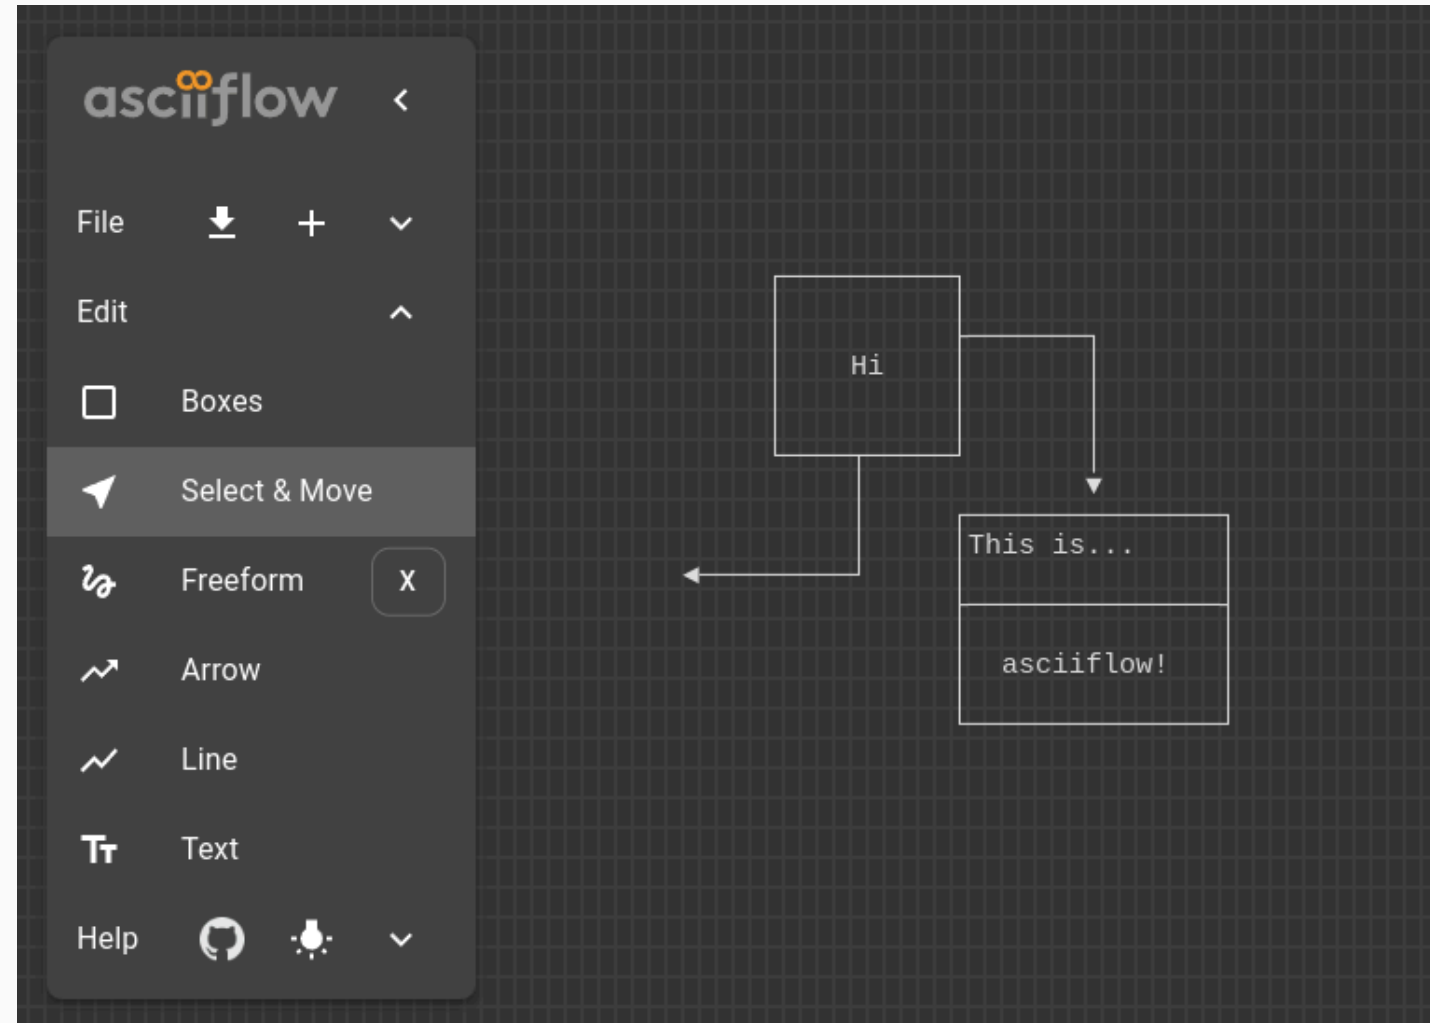 asciiflow
File
Edit
Boxes
Select & Move
Freeform X
Arrow
Line
Text
Help
Hi
This is...
asciiflow!